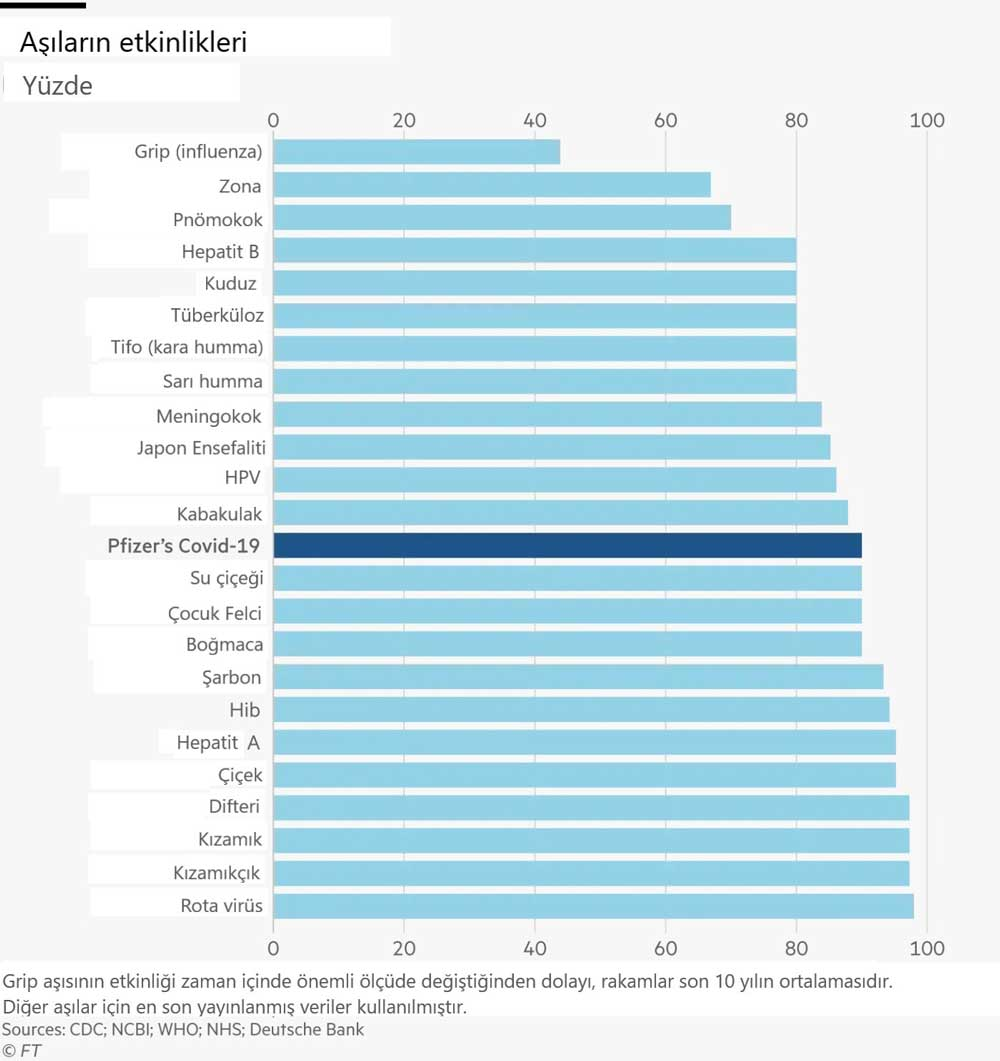 Aşıların etkinlikleri
Yüzde
0 20 40 60 80 100
Grip (influenza)
Zona
Pnömokok
Hepatit B
Kuduz
Tüberküloz
Tifo (kara humma)
Sarı humma
Meningokok
Japon Ensefaliti
HPV
Kabakulak
Pfizer’s Covid-19
Su çiçeği
Çocuk Felci
Boğmaca
Şarbon
Hib
Hepatit A
Çiçek
Difteri
Kızamık
Kızamıkçık
Rota virüs
0 20 40 60 80 100
Grip aşısının etkinliği zaman içinde önemli ölçüde değiştiğinden dolayı, rakamlar son 10 yılın ortalamasıdır.
Diğer aşılar için en son yayınlanmış veriler kullanılmıştır.
Sources: CDC; NCBI; WHO; NHS; Deutsche Bank
© FT